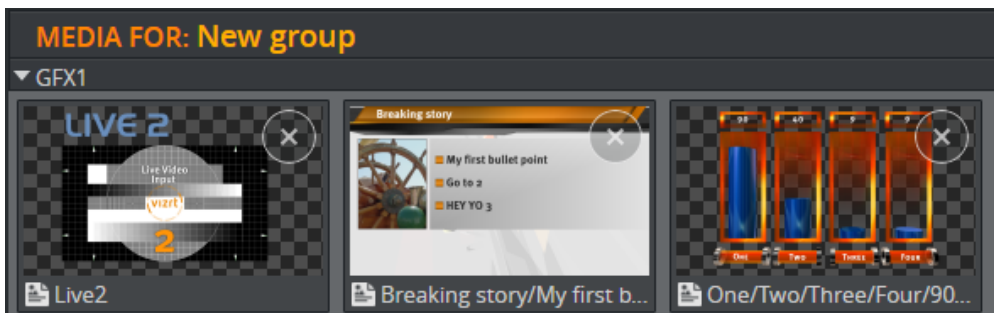 MEDIA FOR: New group
GFX1
LIVE 2
Live Video
Input
vizrt
2
Live2
Breaking story
My first bullet point
Go to 2
HEY YO 3
Breaking story/My first b...
90 40 9 9
One Two Three Four
One/Two/Three/Four/90...